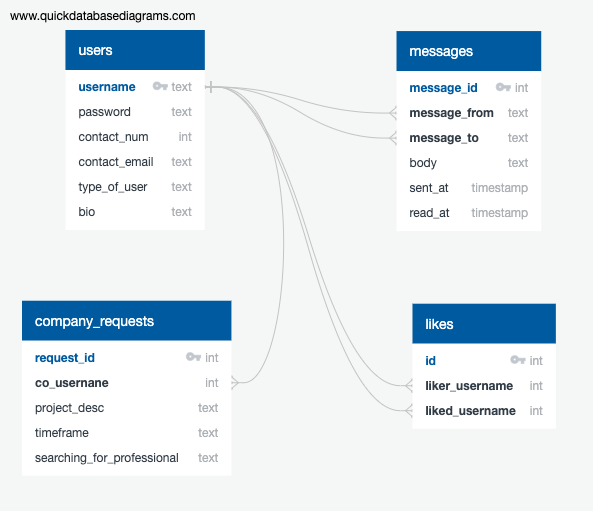 www.quickdatabasediagrams.com
users
username text
password text
contact_num int
contact_email text
type_of_user text
bio text
messages
message_id int
message_from text
message_to text
body text
sent_at timestamp
read_at timestamp
company_requests
request_id int
co_usernane int
project_desc text
timeframe text
searching_for_professional text
likes
id int
liker_username int
liked_username int